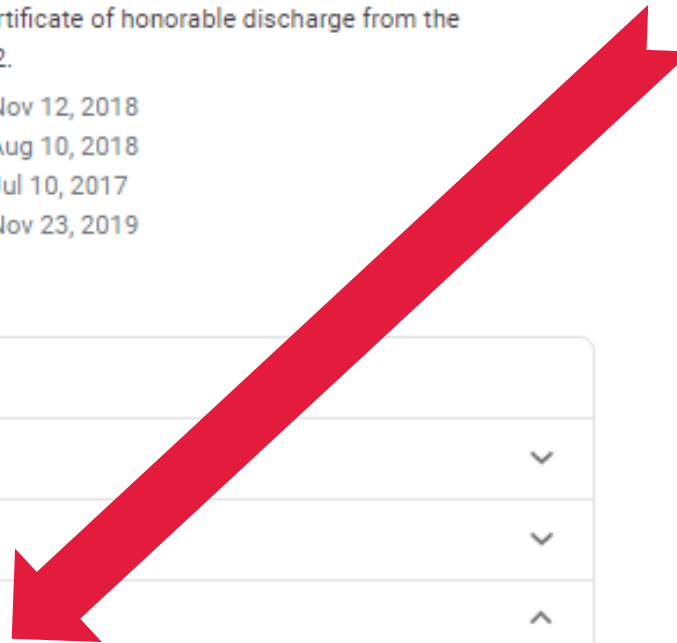 rtificate of honorable discharge from the
2.
Nov 12, 2018
Aug 10, 2018
Jul 10, 2017
Nov 23, 2019